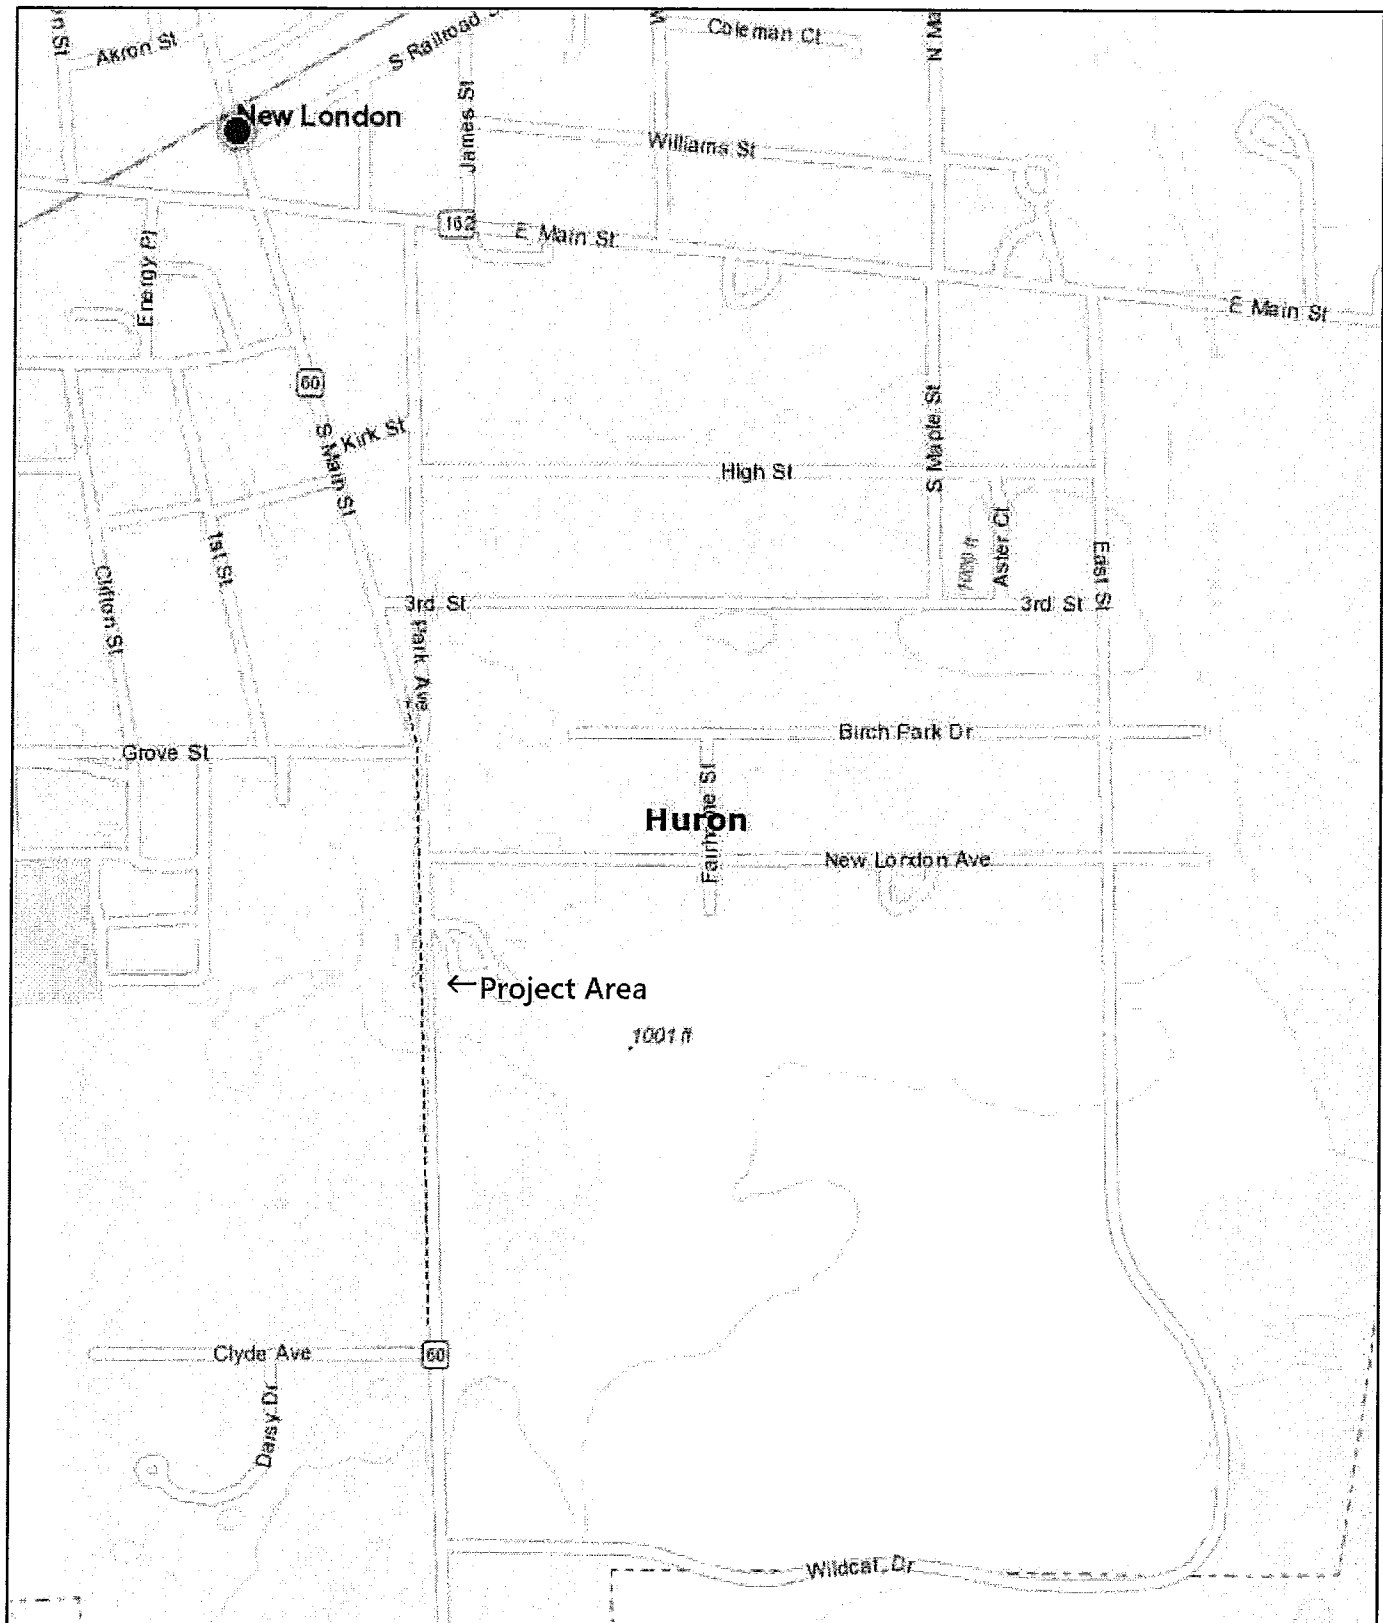 Akron St
S Railroad
Coleman Ct
New London
James St
Williams St
162
E Main St
Energy Pl
E Main St
60
S Main St
Kirk St
High St
S Maple St
Aster Ct
1st St
Clifton St
East St
3rd St
3rd St
Park Ave
Grove St
Birch Park Dr
Huron
New London Ave
←Project Area
1001 ft
Clyde Ave
60
Daisy Dr
Wildcat Dr